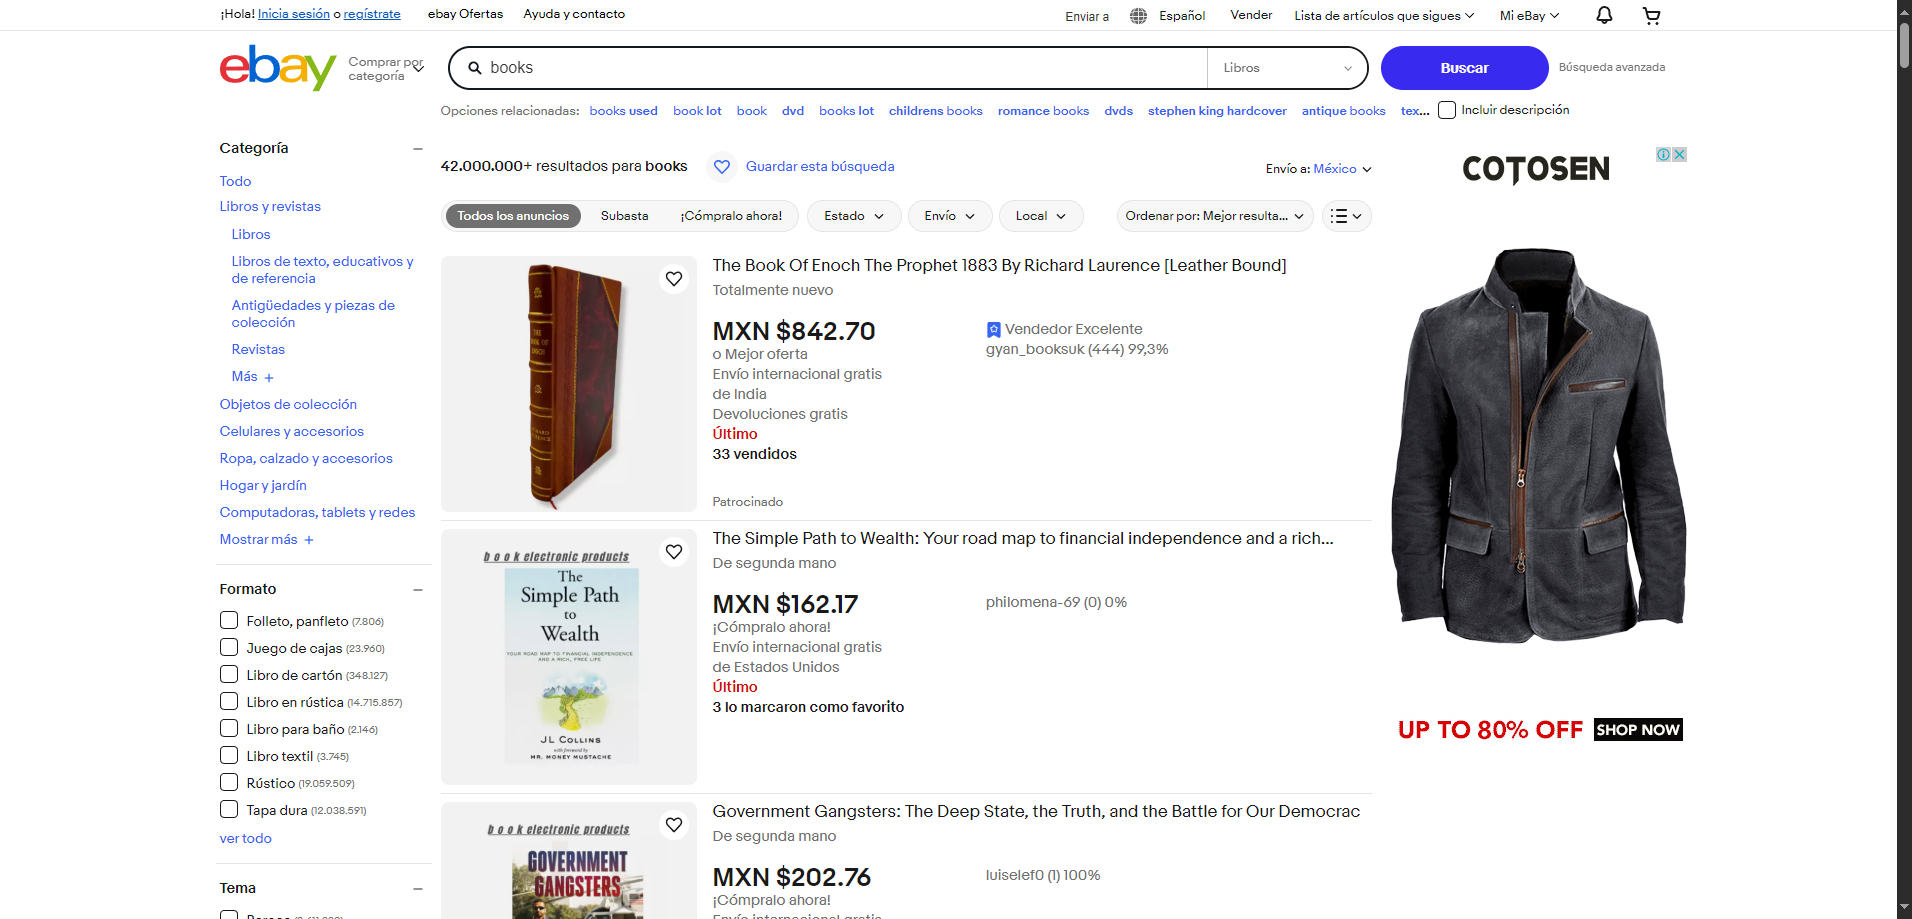 ¡Hola! Inicia sesión o regístrate
ebay Ofertas
Ayuda y contacto
Enviar a
Español
Vender
Lista de artículos que sigues
Mi eBay
ebay
Comprar por
categoría
books
Libros
Buscar
Búsqueda avanzada
Opciones relacionadas: books used book lot book dvd books lot childrens books romance books dvds stephen king hardcover antique books tex...
Incluir descripción
Categoría
Todo
Libros y revistas
Libros
Libros de texto, educativos y
de referencia
Antigüedades y piezas de
colección
Revistas
Más +
Objetos de colección
Celulares y accesorios
Ropa, calzado y accesorios
Hogar y jardín
Computadoras, tablets y redes
Mostrar más +
Formato
Folleto, panfleto (7.806)
Juego de cajas (23.960)
Libro de cartón (348.127)
Libro en rústica (14.715.857)
Libro para baño (2.146)
Libro textil (3.745)
Rústico (19.059.509)
Tapa dura (12.038.591)
ver todo
Tema
42.000.000+ resultados para books
Guardar esta búsqueda
Envío a: México
Todos los anuncios
Subasta
¡Cómpralo ahora!
Estado
Envío
Local
Ordenar por: Mejor resulta...
THE
BOOK OF
ENOCH
The Book Of Enoch The Prophet 1883 By Richard Laurence [Leather Bound]
Totalmente nuevo
MXN $842.70
o Mejor oferta
Envío internacional gratis
de India
Devoluciones gratis
Último
33 vendidos
Patrocinado
Vendedor Excelente
gyan_booksuk (444) 99,3%
book electronic products
The
Simple Path
to
Wealth
YOUR ROAD MAP TO FINANCIAL INDEPENDENCE
AND A RICH, FREE LIFE
JL COLLINS
with foreword by
MR. MONEY MUSTACHE
The Simple Path to Wealth: Your road map to financial independence and a rich...
De segunda mano
MXN $162.17
¡Cómpralo ahora!
Envío internacional gratis
de Estados Unidos
Último
3 lo marcaron como favorito
philomena-69 (0) 0%
book electronic products
GOVERNMENT
GANGSTERS
Government Gangsters: The Deep State, the Truth, and the Battle for Our Democrac
De segunda mano
MXN $202.76
¡Cómpralo ahora!
Envío internacional gratis
luiselef0 (1) 100%
COTOSEN
UP TO 80% OFF
SHOP NOW